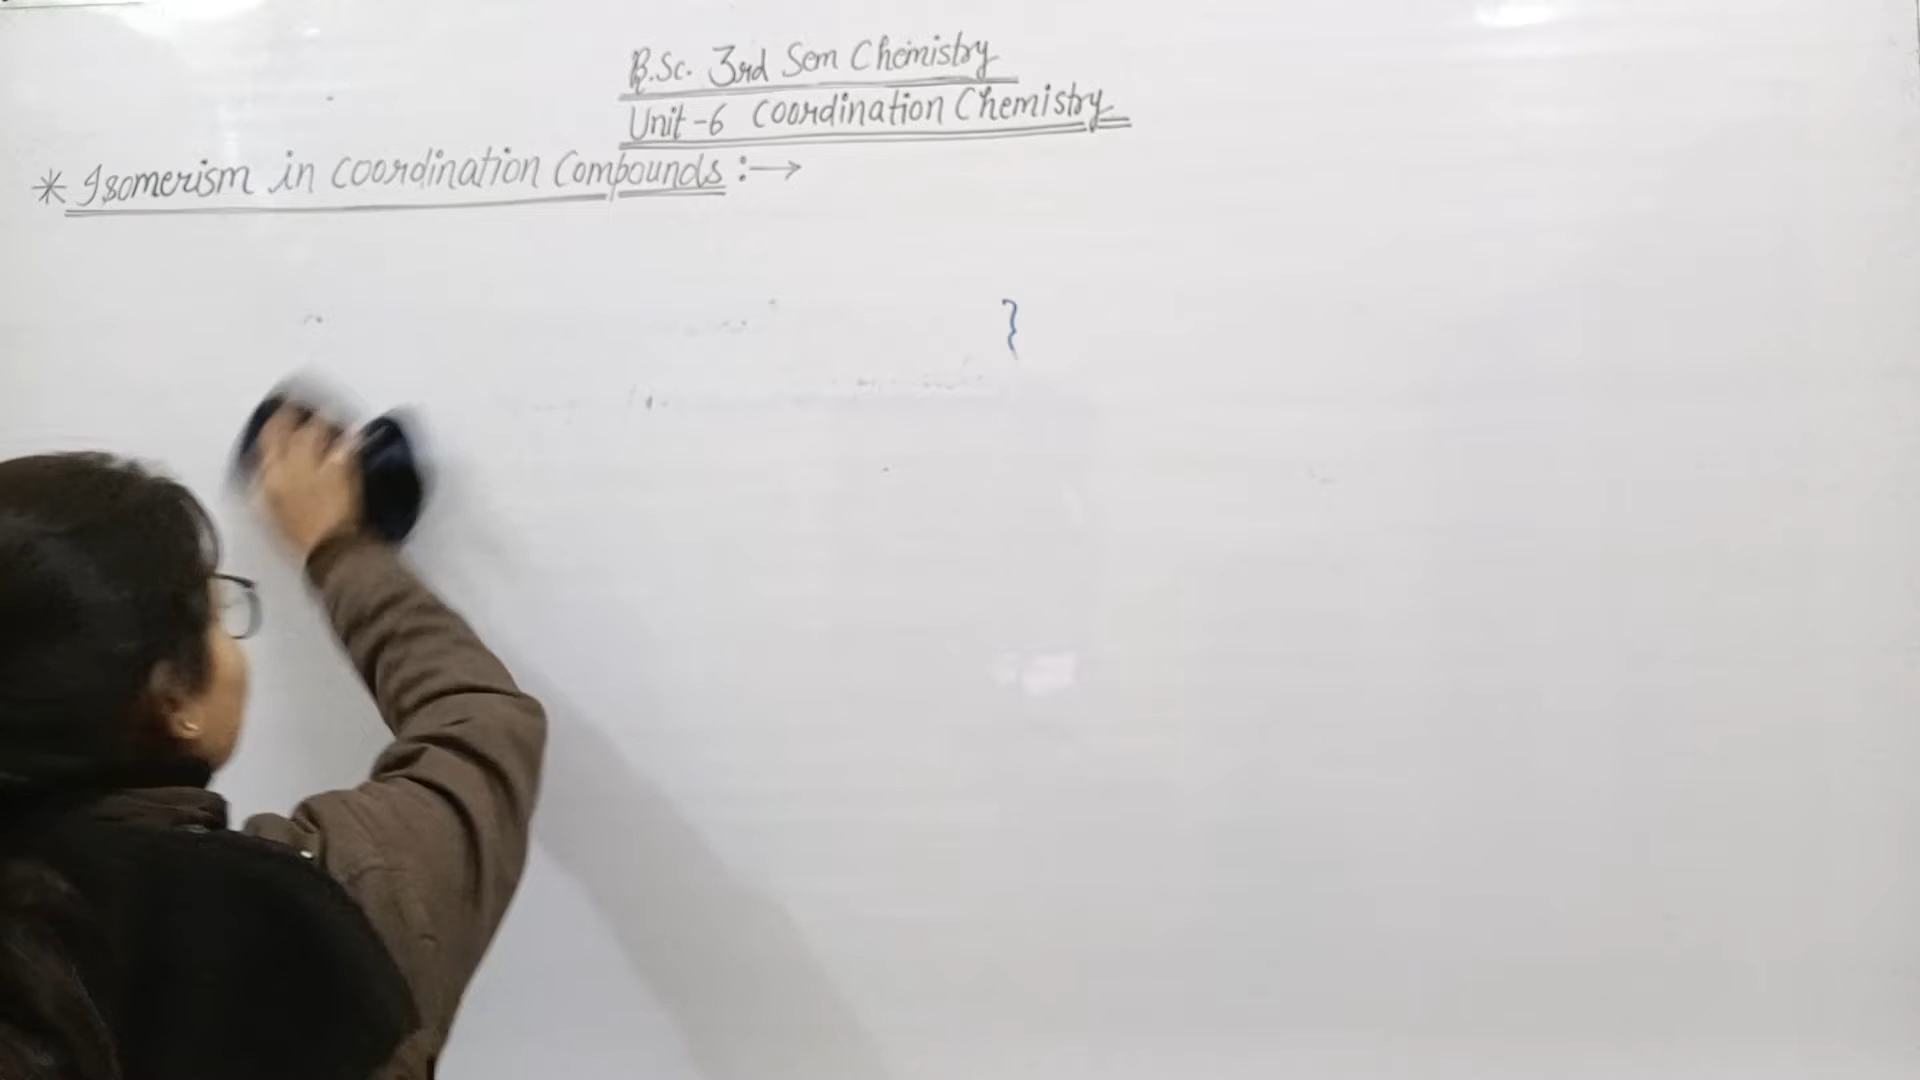 B.Sc. 3rd Sem Chemistry
Unit-6 Coordination Chemistry
* Isomerism in coordination Compounds :→
}